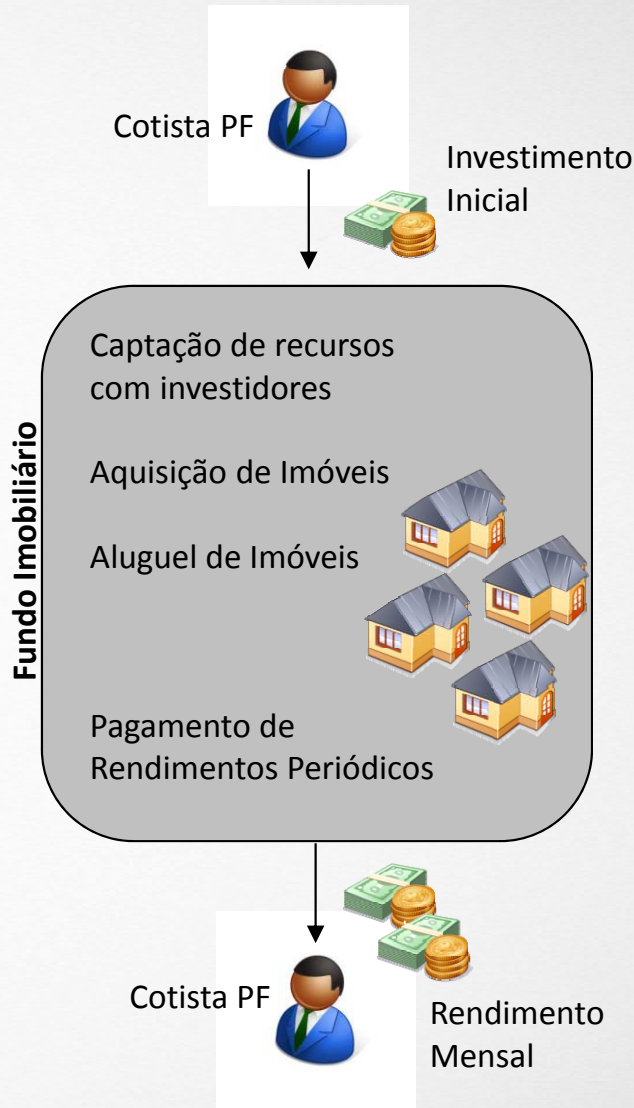 Cotista PF
Investimento
Inicial
Fundo Imobiliário
Captação de recursos
com investidores
Aquisição de Imóveis
Aluguel de Imóveis
Pagamento de
Rendimentos Periódicos
Cotista PF
Rendimento
Mensal